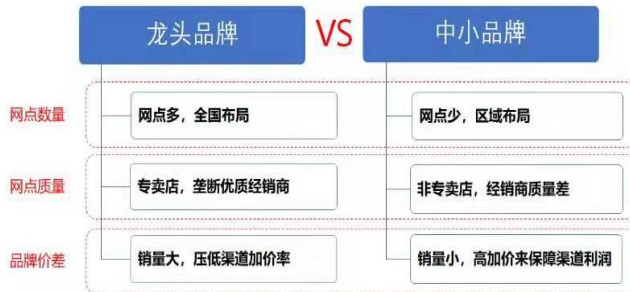 龙头品牌 VS 中小品牌
网点数量 网点多，全国布局 网点少，区域布局
网点质量 专卖店，垄断优质经销商 非专卖店，经销商质量差
品牌价差 销量大，压低渠道加价率 销量小，高加价来保障渠道利润